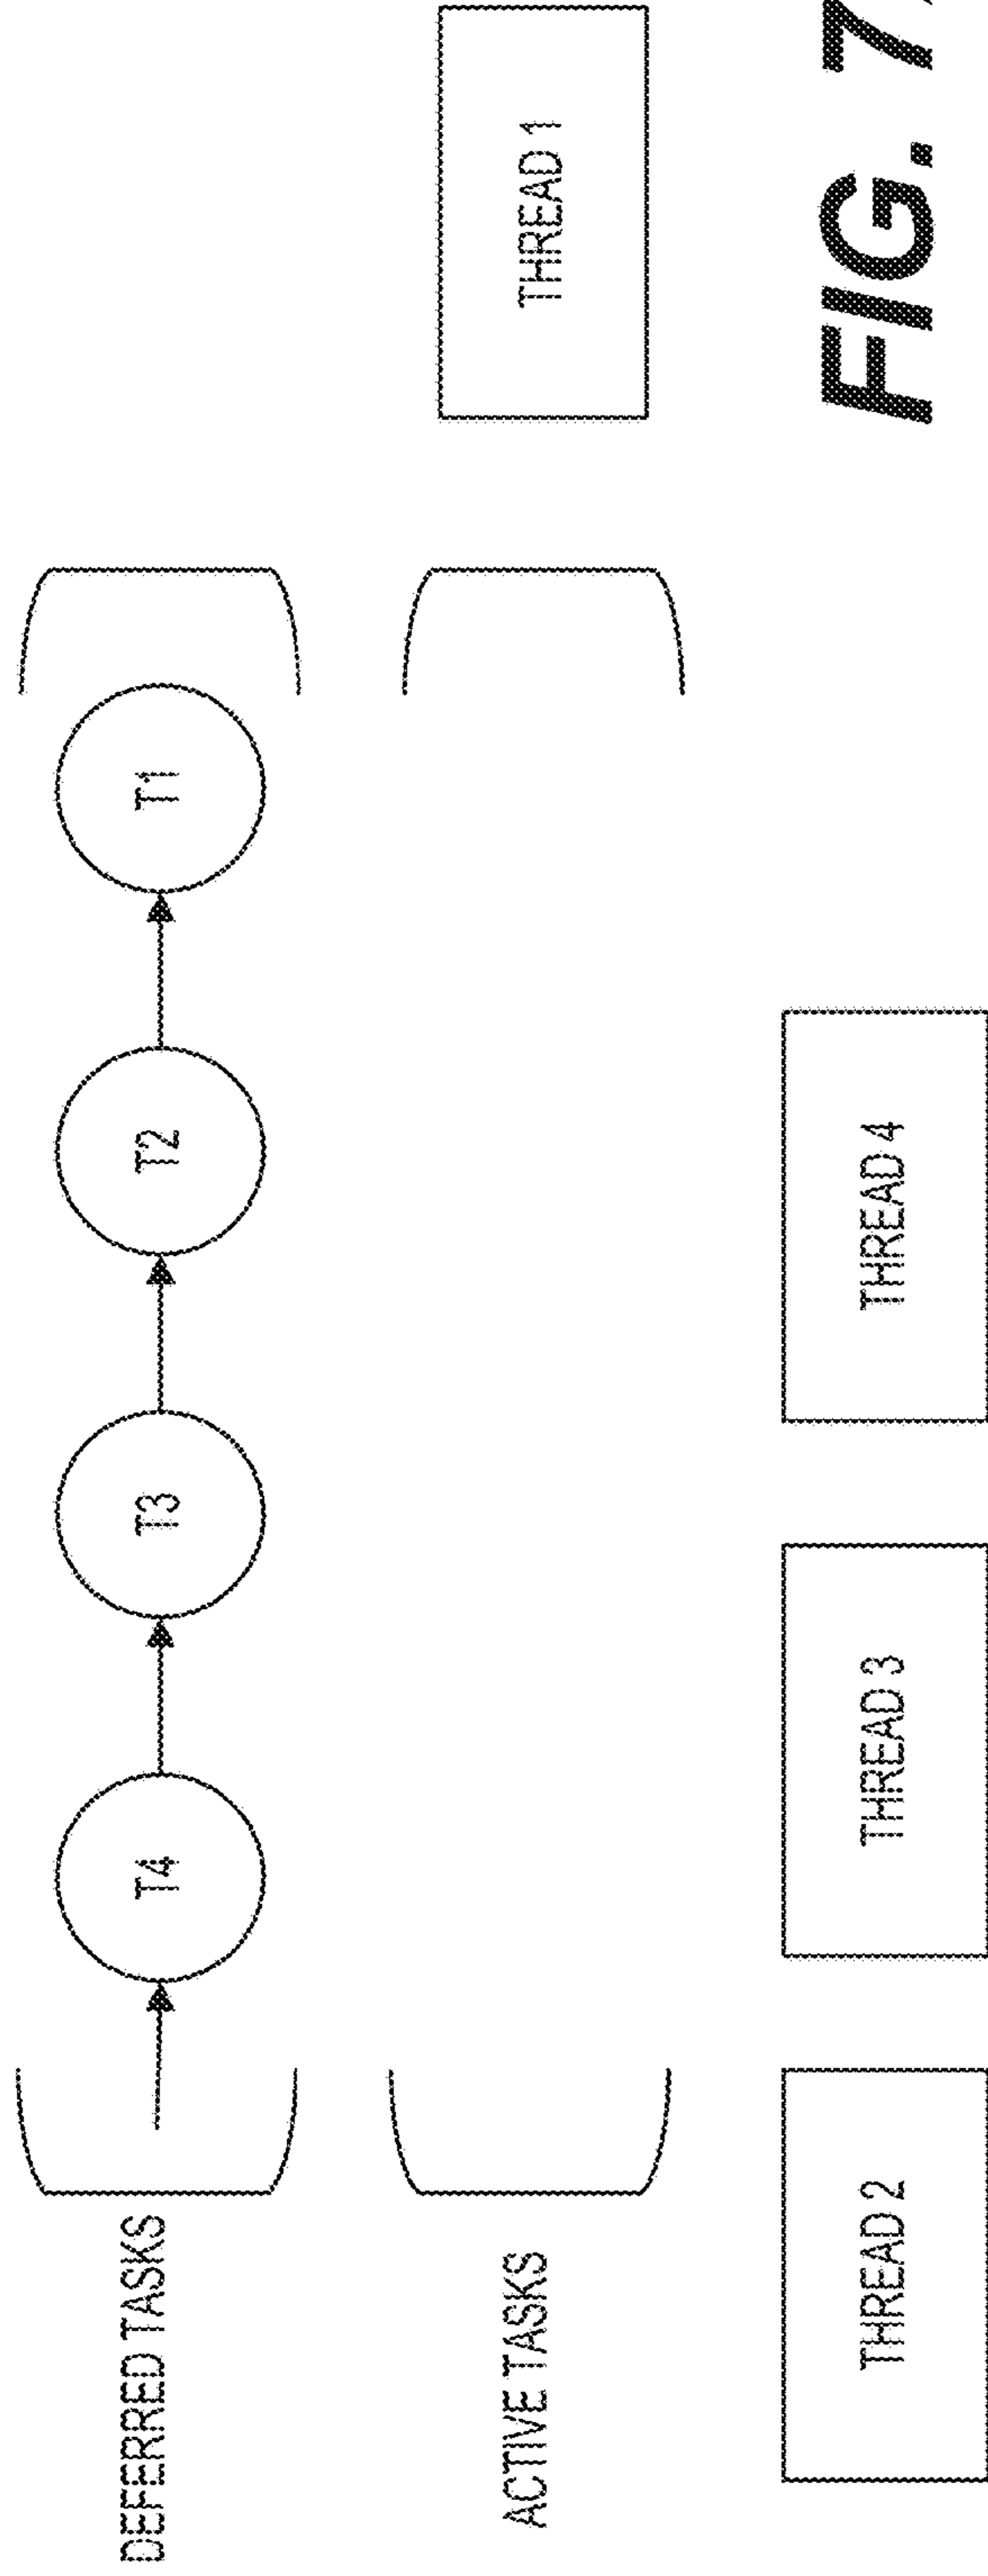 DEFERRED TASKS
T4
T3
T2
T1
ACTIVE TASKS
THREAD 1
THREAD 2
THREAD 3
THREAD 4
FIG. 7